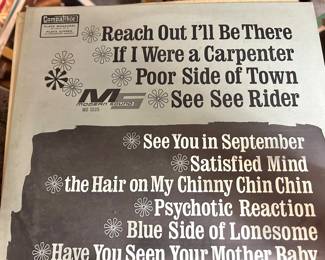 Compatible
Reach Out I'll Be There
If I Were a Carpenter
Poor Side of Town
MODERN SOUND
See See Rider
See You in September
Satisfied Mind
the Hair on My Chinny Chin Chin
Psychotic Reaction
Blue Side of Lonesome
Have You Seen Your Mother Baby